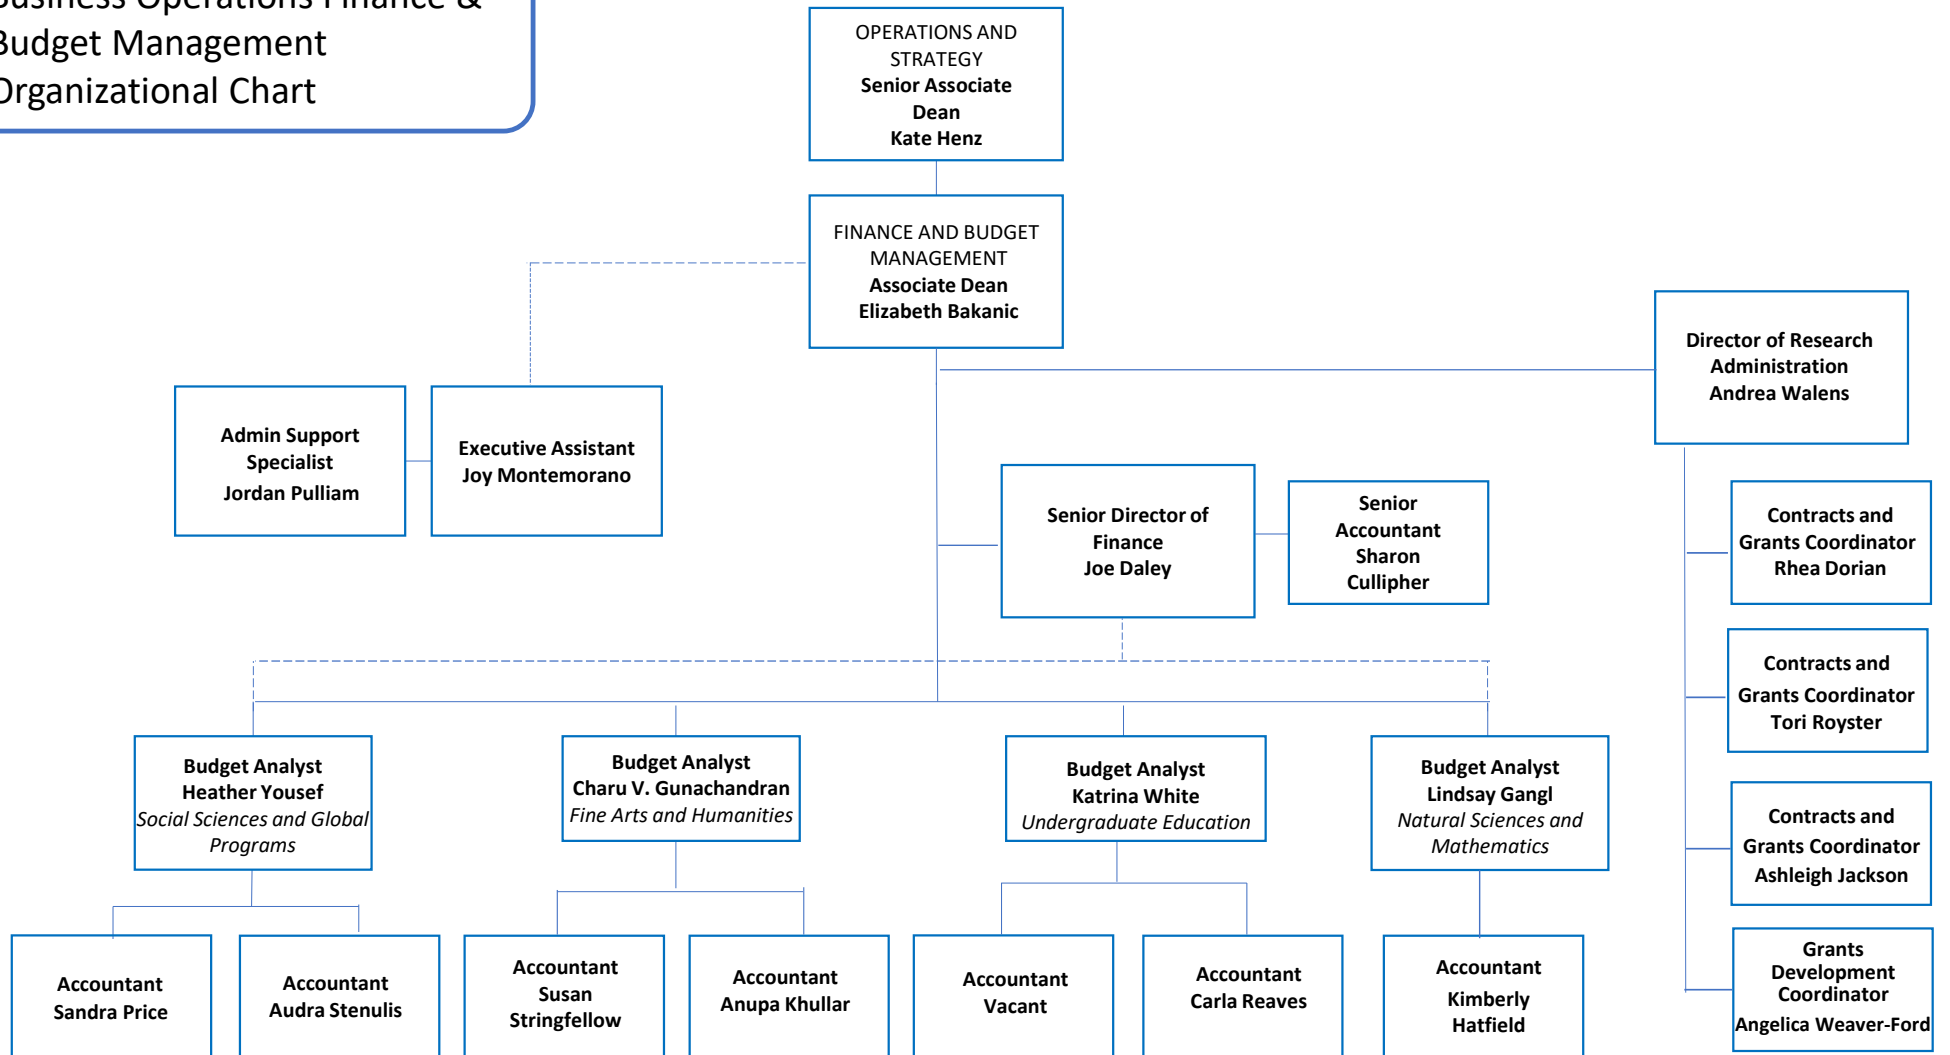 Business Operations Finance &
Budget Management
Organizational Chart
OPERATIONS AND
STRATEGY
Senior Associate
Dean
Kate Henz
FINANCE AND BUDGET
MANAGEMENT
Associate Dean
Elizabeth Bakanic
Director of Research
Administration
Andrea Walens
Admin Support
Specialist
Jordan Pulliam
Executive Assistant
Joy Montemorano
Senior Director of
Finance
Joe Daley
Senior
Accountant
Sharon
Cullipher
Contracts and
Grants Coordinator
Rhea Dorian
Contracts and
Grants Coordinator
Tori Royster
Contracts and
Grants Coordinator
Ashleigh Jackson
Grants
Development
Coordinator
Angelica Weaver-Ford
Budget Analyst
Heather Yousef
Social Sciences and Global
Programs
Budget Analyst
Charu V. Gunachandran
Fine Arts and Humanities
Budget Analyst
Katrina White
Undergraduate Education
Budget Analyst
Lindsay Gangl
Natural Sciences and
Mathematics
Accountant
Sandra Price
Accountant
Audra Stenulis
Accountant
Susan
Stringfellow
Accountant
Anupa Khullar
Accountant
Vacant
Accountant
Carla Reaves
Accountant
Kimberly
Hatfield